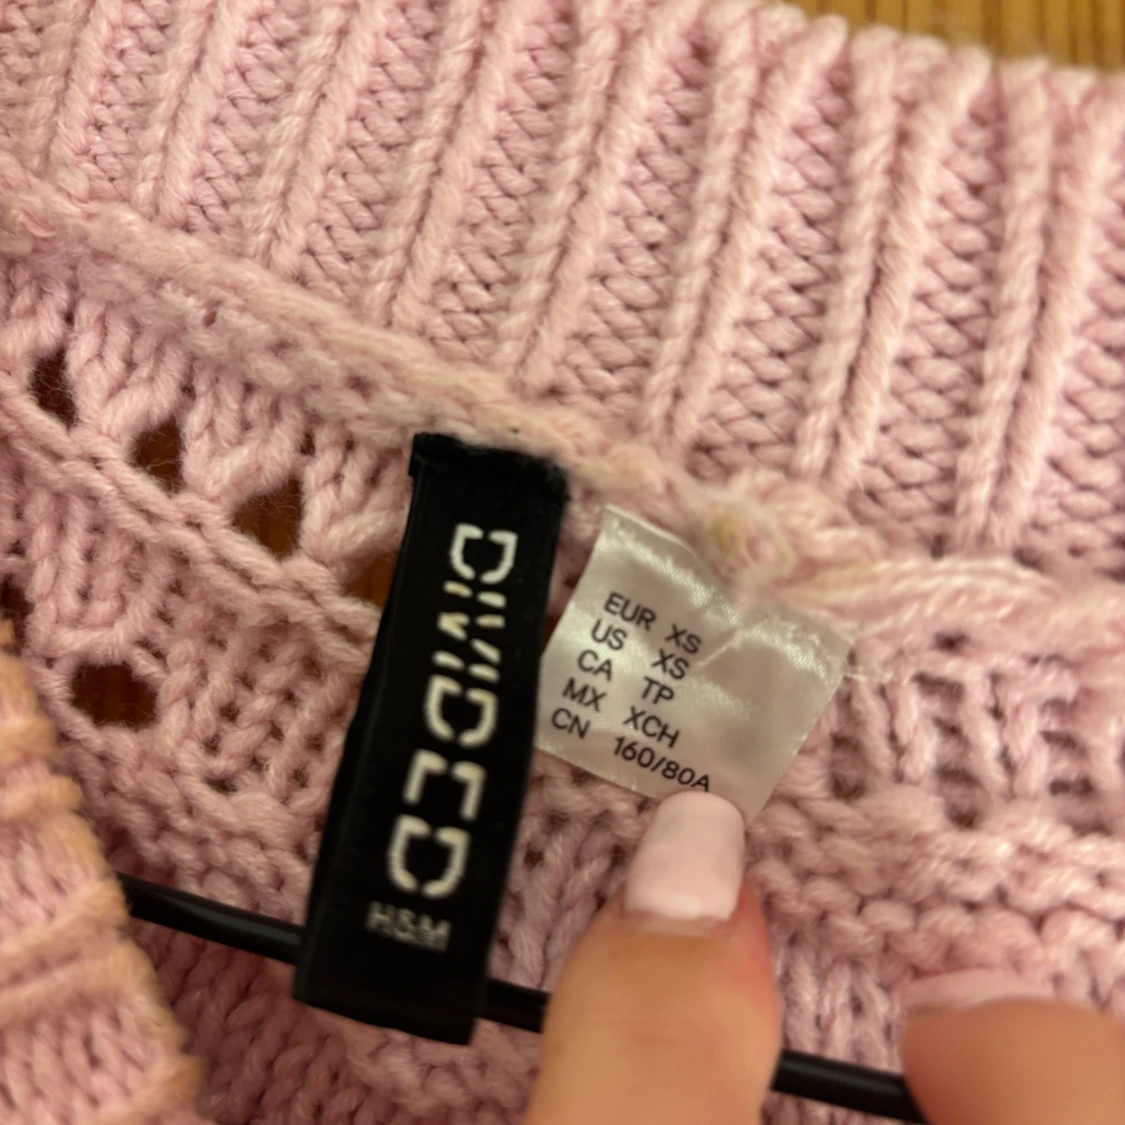 DIVIDED
H&M
EUR XS
US XS
CA TP
MX XCH
CN 160/80A